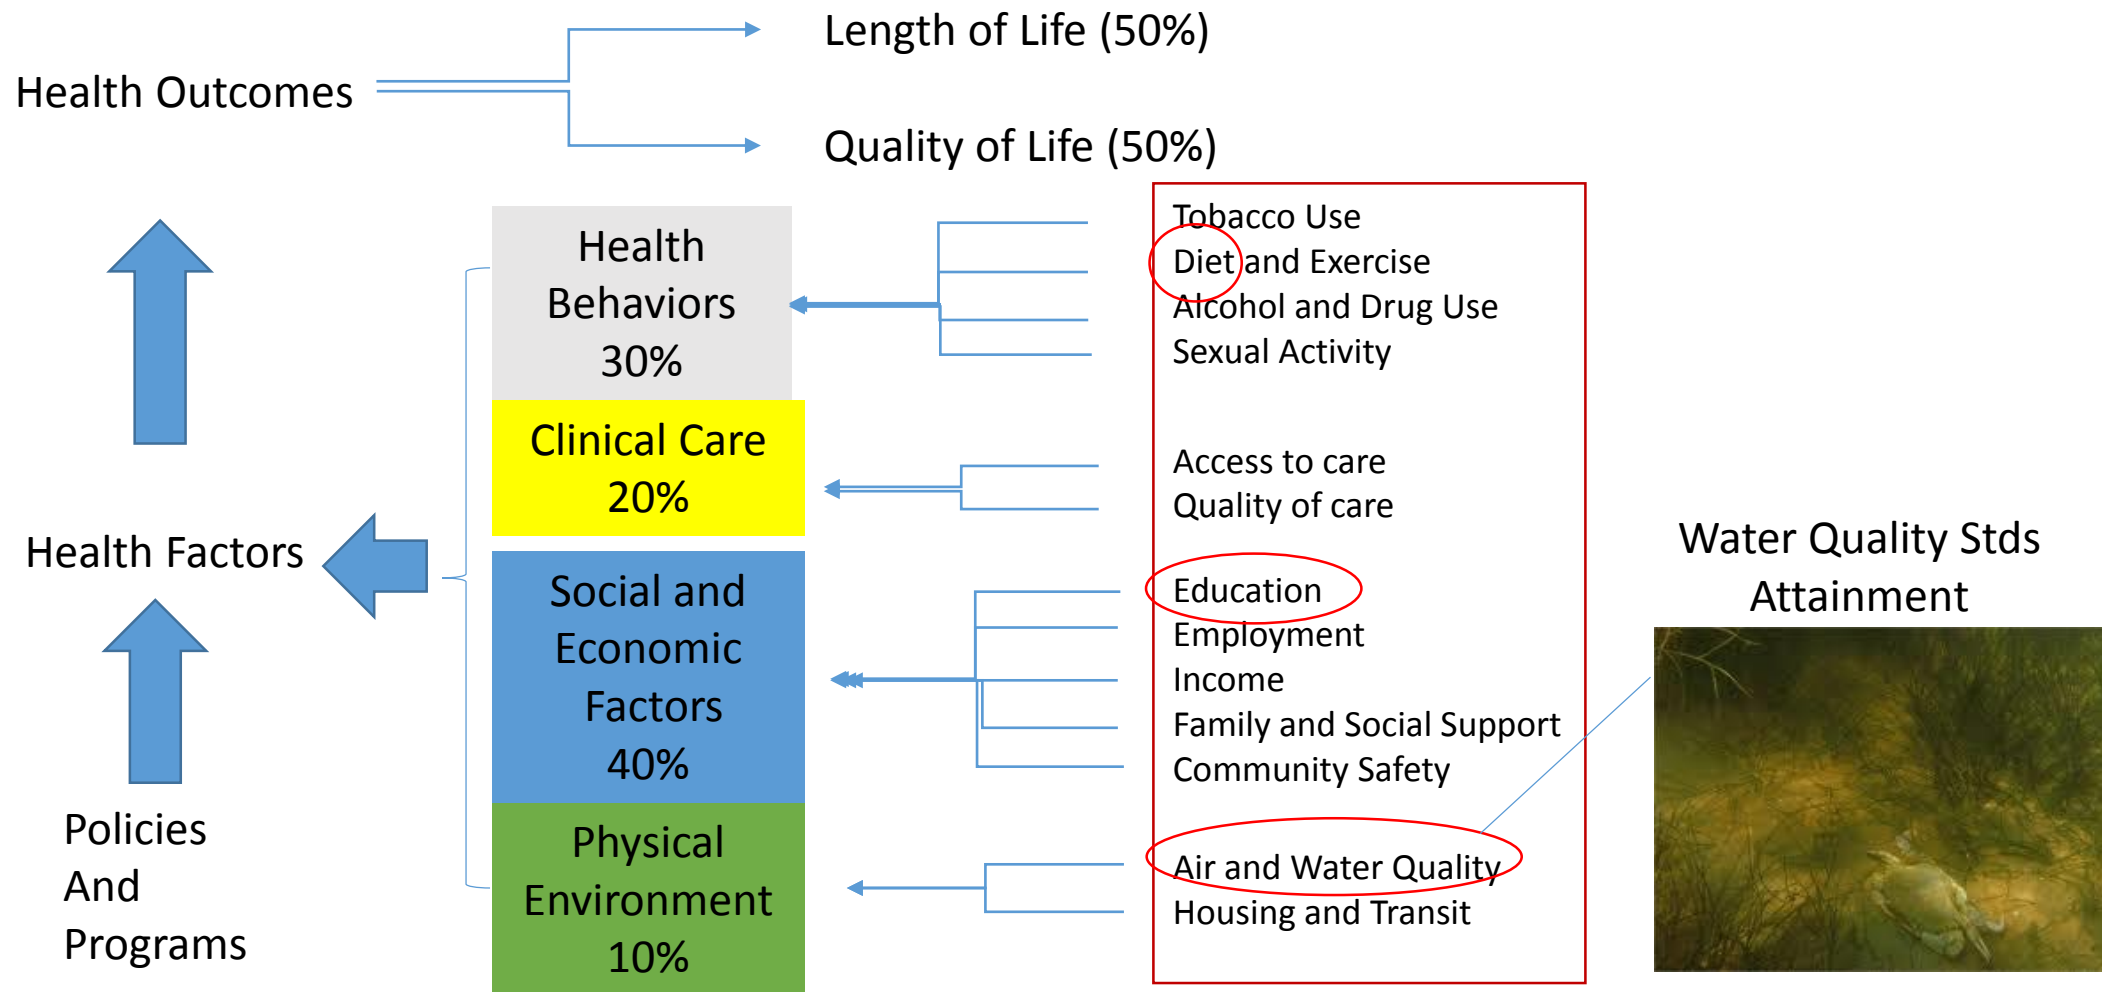 Length of Life (50%)
Health Outcomes
Quality of Life (50%)
Health
Behaviors
30%
Tobacco Use
Diet and Exercise
Alcohol and Drug Use
Sexual Activity
Clinical Care
20%
Access to care
Quality of care
Health Factors
Social and
Economic
Factors
40%
Education
Employment
Income
Family and Social Support
Community Safety
Water Quality Stds
Attainment
Policies
And
Programs
Physical
Environment
10%
Air and Water Quality
Housing and Transit